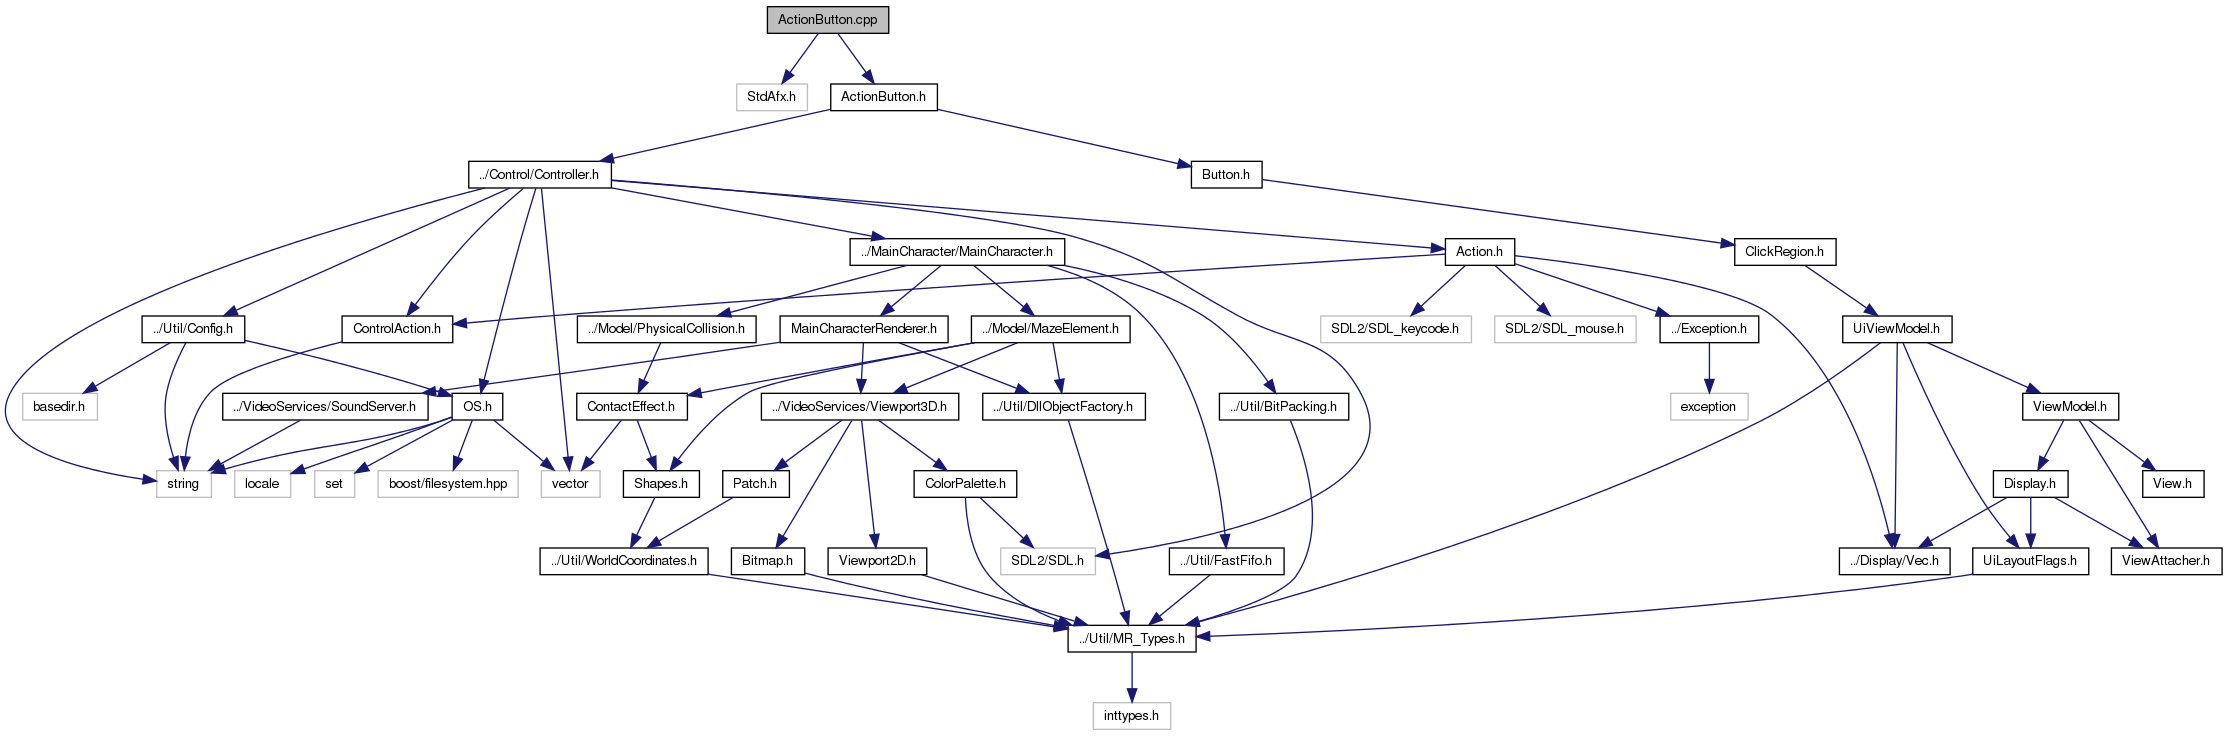 ActionButton.cpp
StdAfx.h
ActionButton.h
../Control/Controller.h
Button.h
../MainCharacter/MainCharacter.h
Action.h
ClickRegion.h
../Util/Config.h
ControlAction.h
../Model/PhysicalCollision.h
MainCharacterRenderer.h
../Model/MazeElement.h
SDL2/SDL_keycode.h
SDL2/SDL_mouse.h
../Exception.h
UiViewModel.h
basedir.h
../VideoServices/SoundServer.h
OS.h
ContactEffect.h
../VideoServices/Viewport3D.h
../Util/DllObjectFactory.h
../Util/BitPacking.h
exception
ViewModel.h
string
locale
set
boost/filesystem.hpp
vector
Shapes.h
Patch.h
ColorPalette.h
Display.h
View.h
../Util/WorldCoordinates.h
Bitmap.h
Viewport2D.h
SDL2/SDL.h
../Util/FastFifo.h
../Display/Vec.h
UiLayoutFlags.h
ViewAttacher.h
../Util/MR_Types.h
inttypes.h